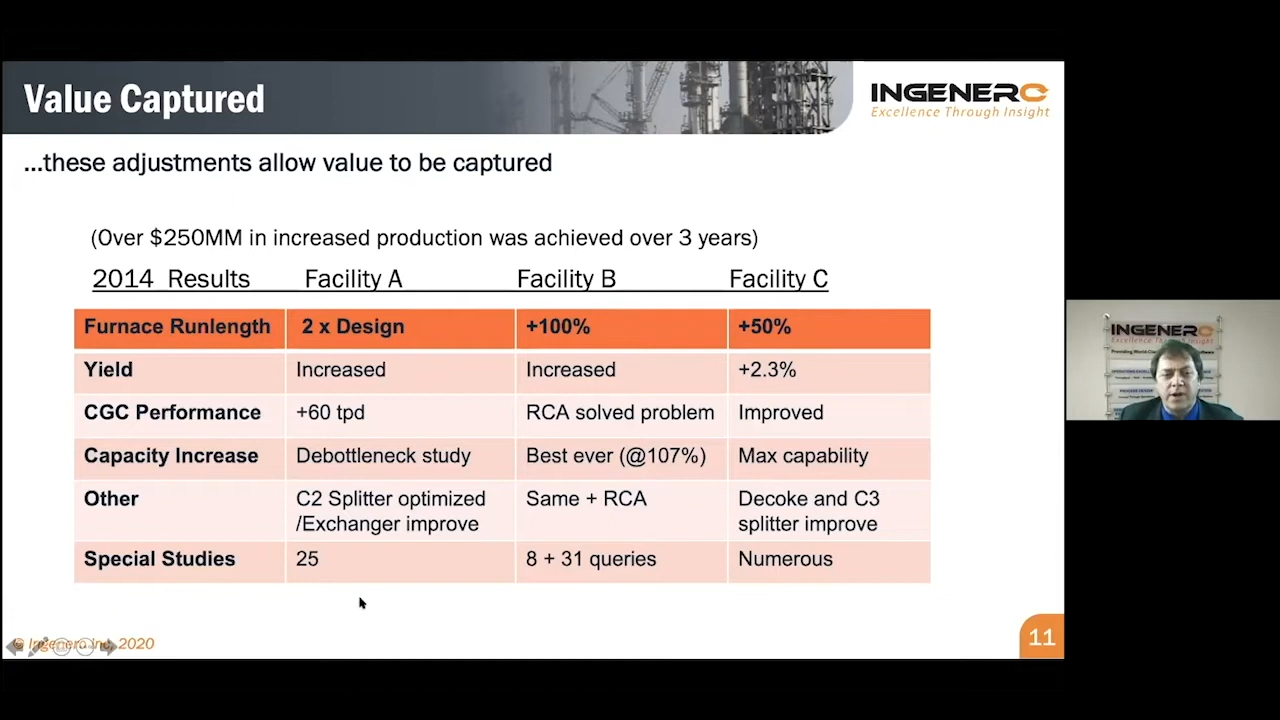 Value Captured
INGENERO
Excellence Through Insight
...these adjustments allow value to be captured
(Over $250MM in increased production was achieved over 3 years)
2014 Results Facility A Facility B Facility C
Furnace Runlength 2 x Design +100% +50%
Yield Increased Increased +2.3%
CGC Performance +60 tpd RCA solved problem Improved
Capacity Increase Debottleneck study Best ever (@107%) Max capability
Other C2 Splitter optimized Same + RCA Decoke and C3
/Exchanger improve splitter improve
Special Studies 25 8 + 31 queries Numerous
© Ingenero Inc. 2020
11
INGENERO
Excellence Through Insight